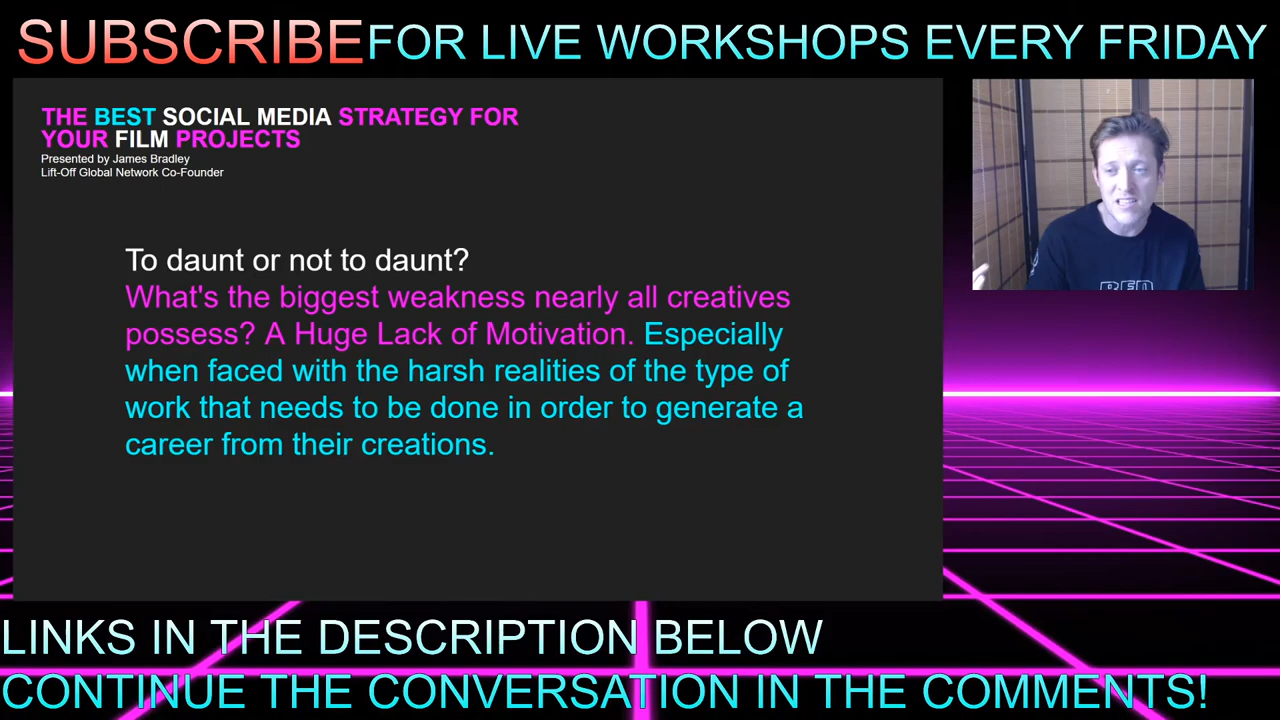 SUBSCRIBE FOR LIVE WORKSHOPS EVERY FRIDAY
THE BEST SOCIAL MEDIA STRATEGY FOR
YOUR FILM PROJECTS
Presented by James Bradley
Lift-Off Global Network Co-Founder
To daunt or not to daunt?
What's the biggest weakness nearly all creatives
possess? A Huge Lack of Motivation. Especially
when faced with the harsh realities of the type of
work that needs to be done in order to generate a
career from their creations.
LINKS IN THE DESCRIPTION BELOW
CONTINUE THE CONVERSATION IN THE COMMENTS!